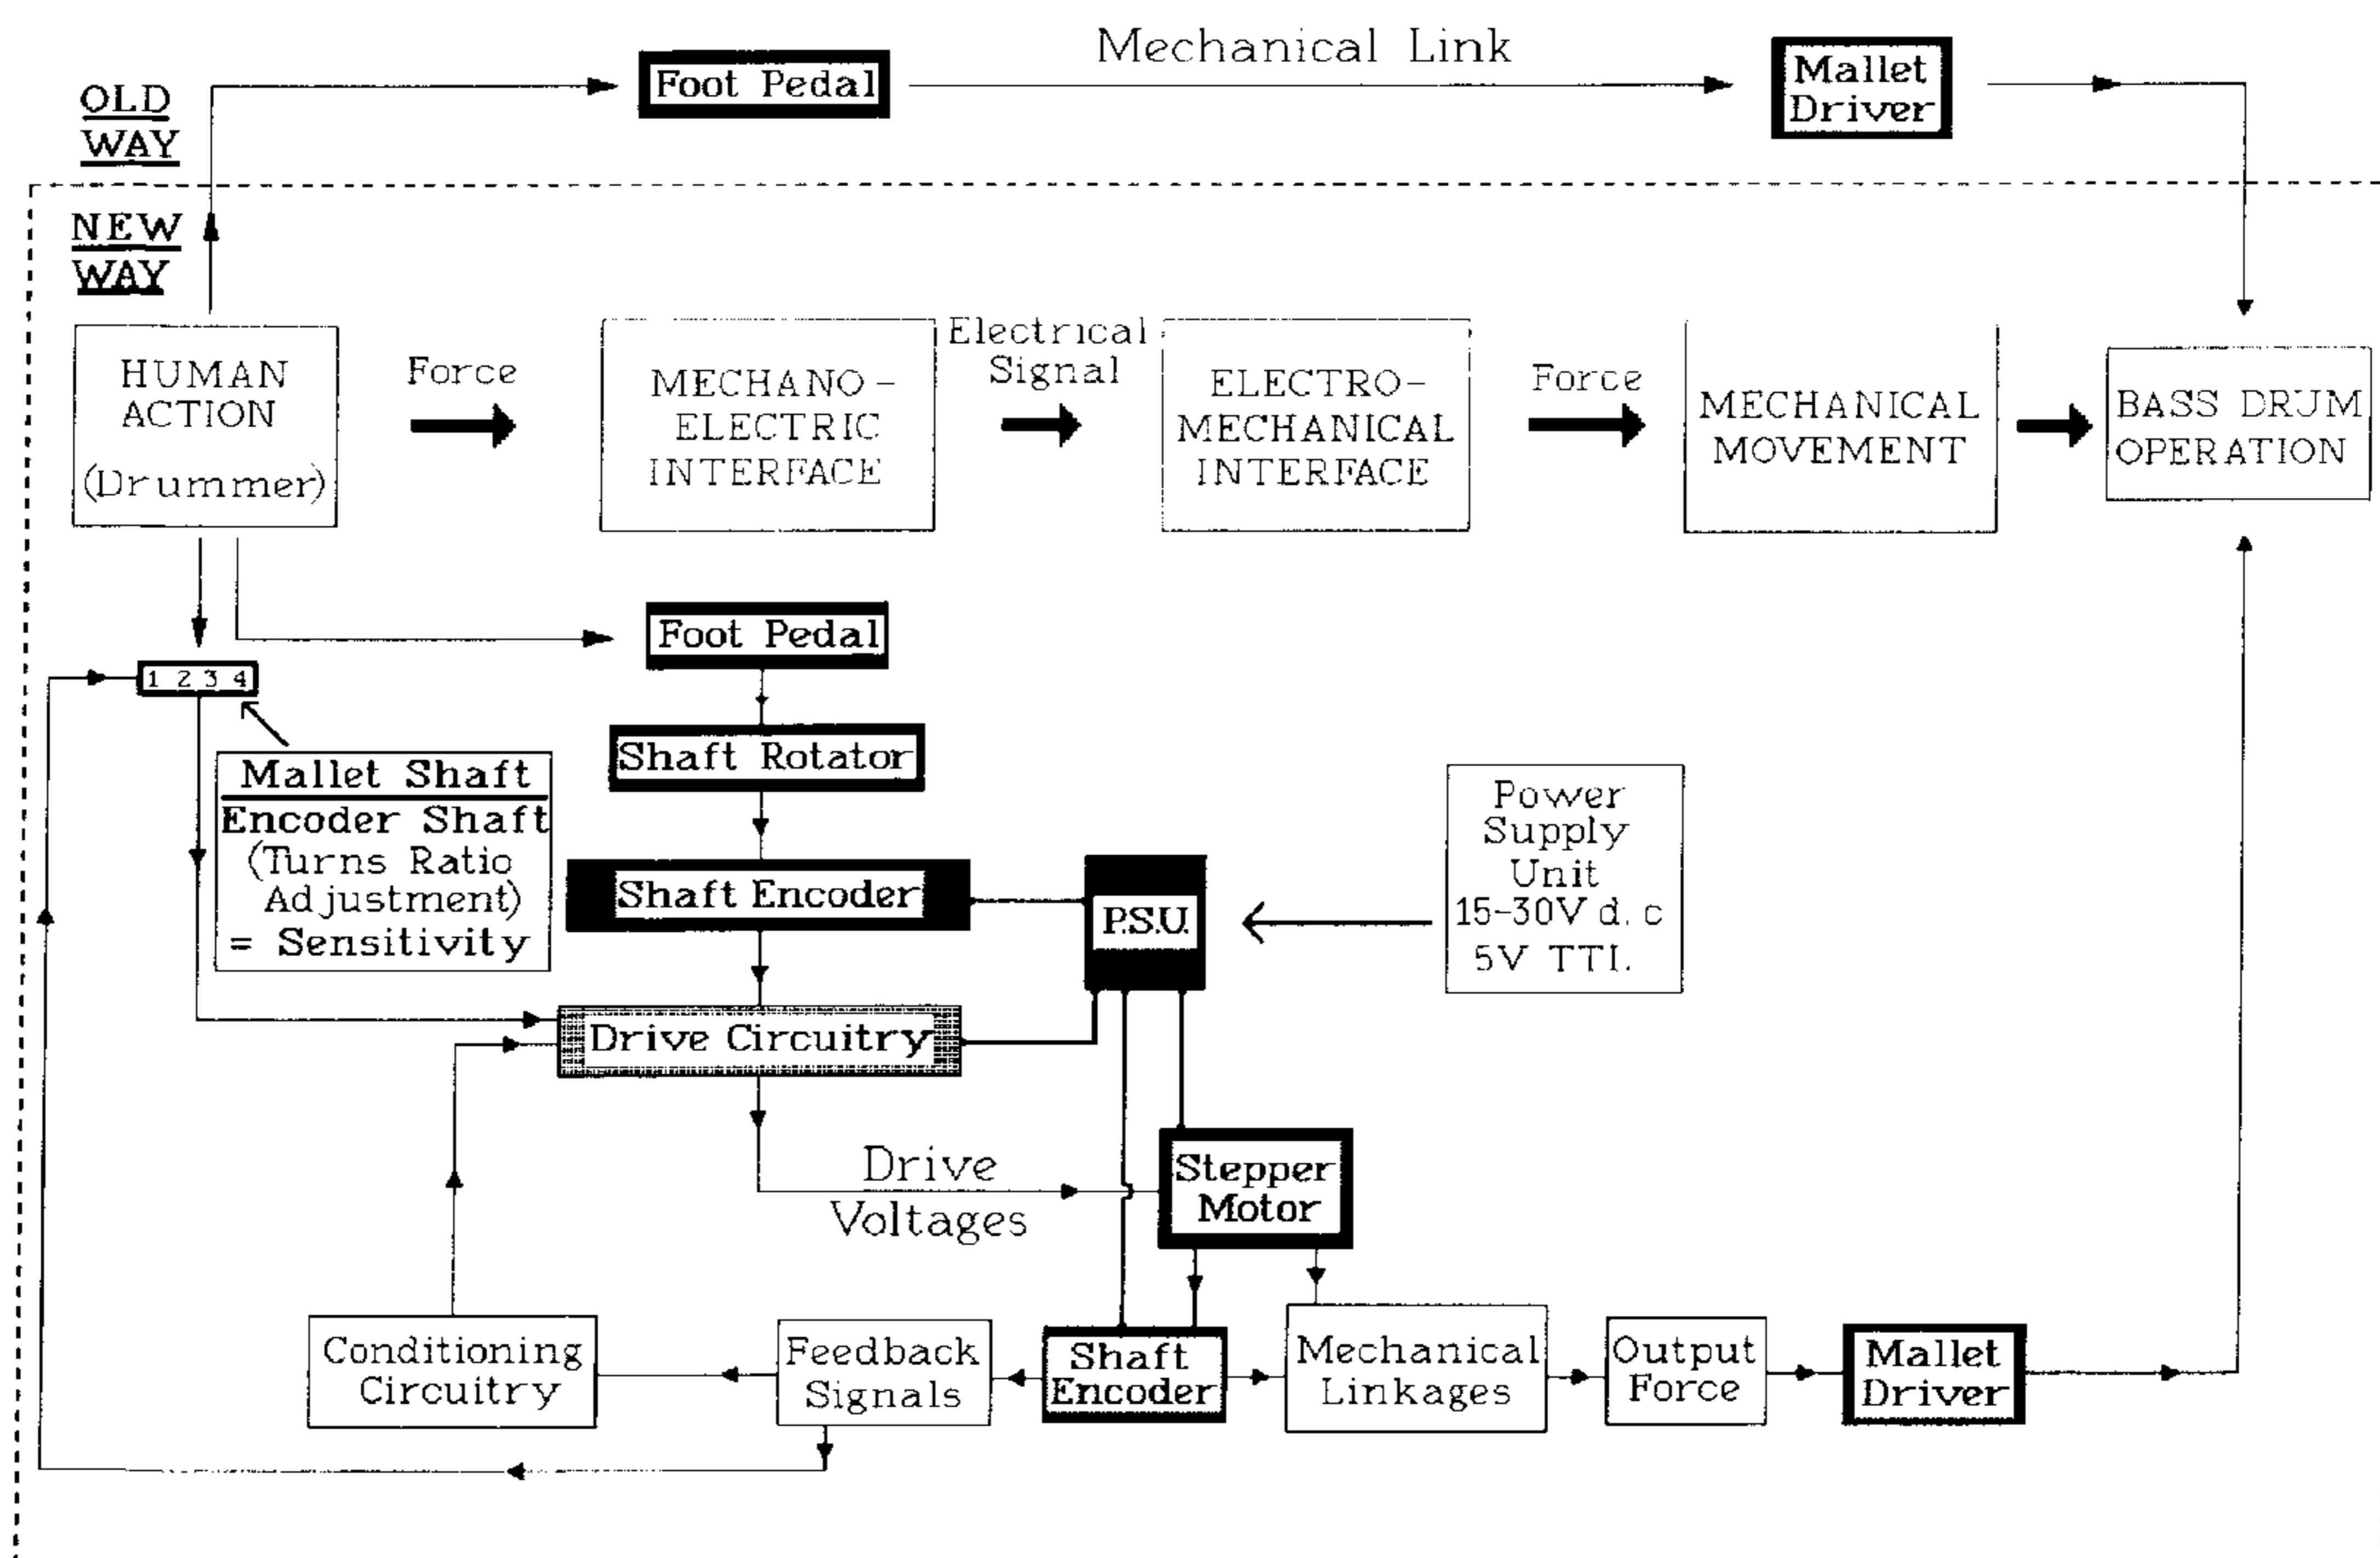 Mechanical Link
Foot Pedal
Mallet
Driver
OLD
WAY
NEW
WAY
HUMAN
ACTION
(Drummer)
Force
MECHANO-
ELECTRIC
INTERFACE
Electrical
Signal
ELECTRO-
MECHANICAL
INTERFACE
Force
MECHANICAL
MOVEMENT
BASS DRUM
OPERATION
Foot Pedal
1 2 3 4
Shaft Rotator
Mallet Shaft
Encoder Shaft
(Turns Ratio
Adjustment)
= Sensitivity
Shaft Encoder
P.S.U.
Power
Supply
Unit
15-30V d.c
5V TTL
Drive Circuitry
Drive
Voltages
Stepper
Motor
Conditioning
Circuitry
Feedback
Signals
Shaft
Encoder
Mechanical
Linkages
Output
Force
Mallet
Driver